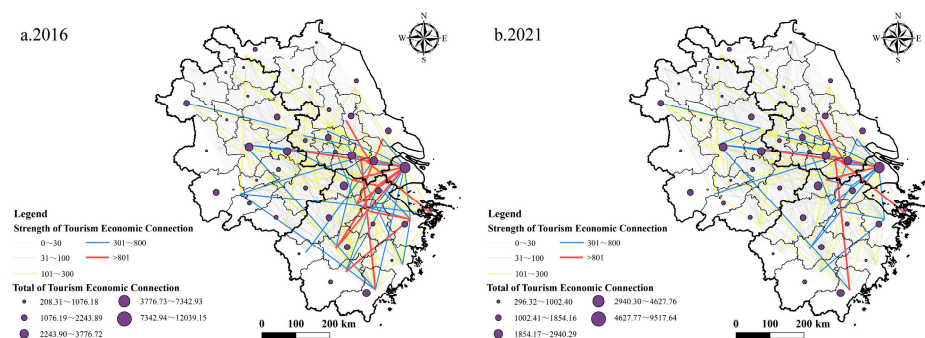 a.2016
N
W E
S
Legend
Strength of Tourism Economic Connection
0～30 301～800
31～100 >801
101～300
Total of Tourism Economic Connection
208.31～1076.18 3776.73～7342.93
1076.19～2243.89 7342.94～12039.15
2243.90～3776.72
0 100 200 km
b.2021
N
W E
S
Legend
Strength of Tourism Economic Connection
0～30 301～800
31～100 >801
101～300
Total of Tourism Economic Connection
296.32～1002.40 2940.30～4627.76
1002.41～1854.16 4627.77～9517.64
1854.17～2940.29
0 100 200 km